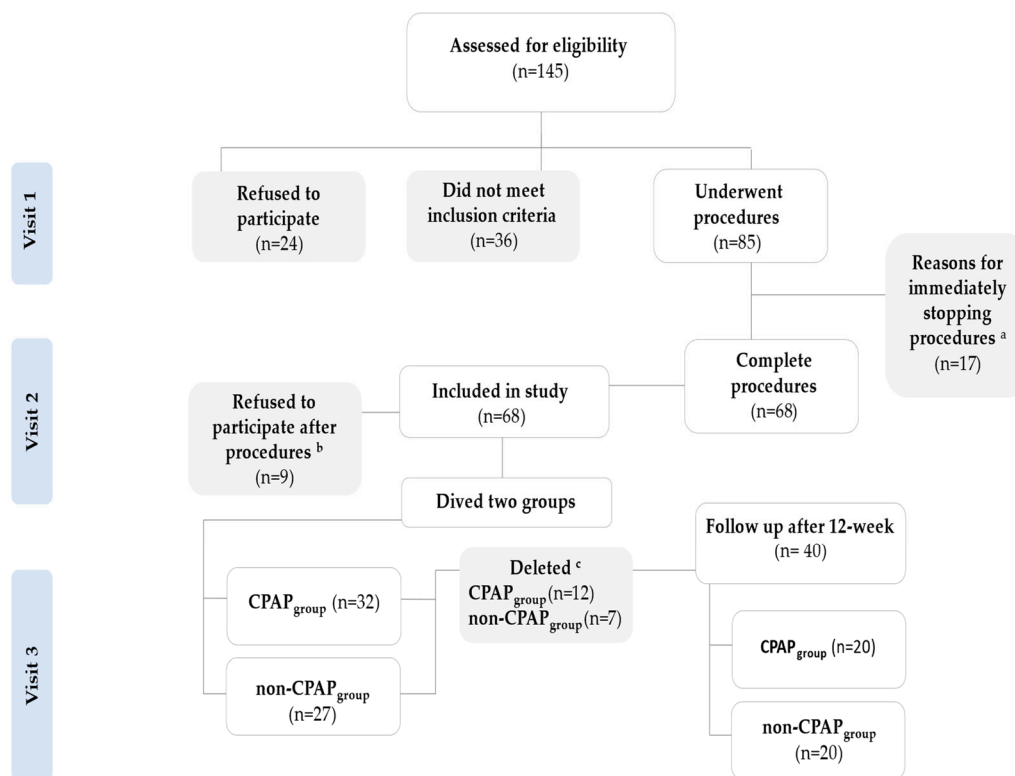 Assessed for eligibility
(n=145)
Visit 1
Refused to
participate
(n=24)
Did not meet
inclusion criteria
(n=36)
Underwent
procedures
(n=85)
Reasons for
immediately
stopping
procedures ᵃ
(n=17)
Visit 2
Complete
procedures
(n=68)
Included in study
(n=68)
Refused to
participate after
procedures ᵇ
(n=9)
Dived two groups
Visit 3
CPAPgroup (n=32)
non-CPAPgroup
(n=27)
Deleted ᶜ
CPAPgroup (n=12)
non-CPAPgroup (n=7)
Follow up after 12-week
(n= 40)
CPAPgroup (n=20)
non-CPAPgroup
(n=20)